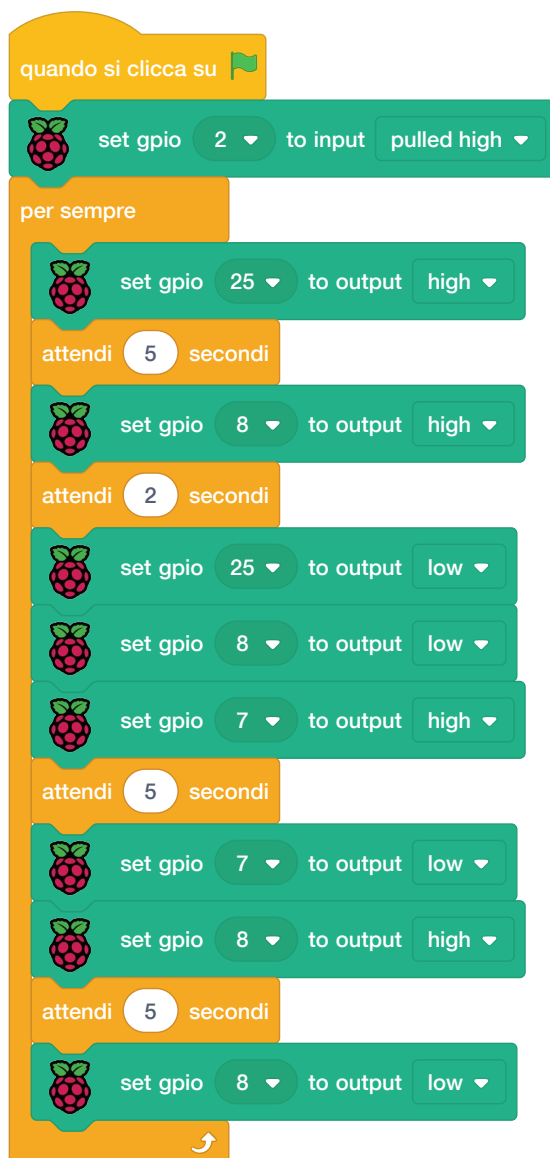 quando si clicca su
set gpio 2 to input pulled high
per sempre
set gpio 25 to output high
attendi 5 secondi
set gpio 8 to output high
attendi 2 secondi
set gpio 25 to output low
set gpio 8 to output low
set gpio 7 to output high
attendi 5 secondi
set gpio 7 to output low
set gpio 8 to output high
attendi 5 secondi
set gpio 8 to output low